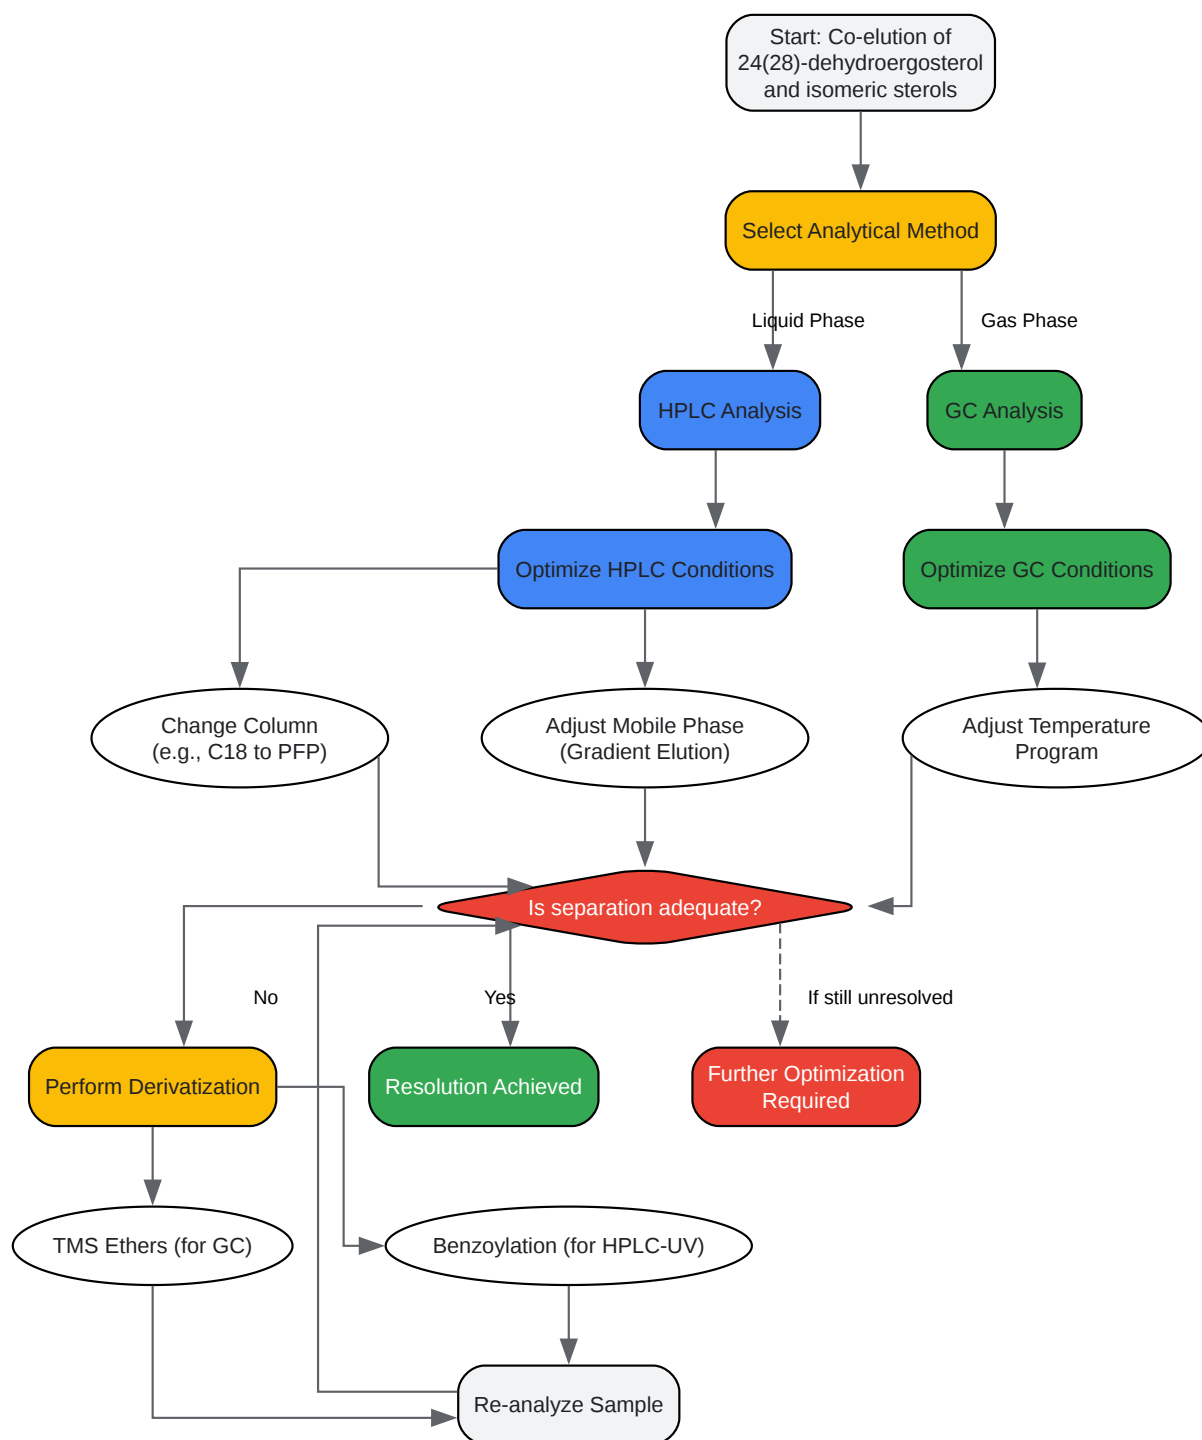 Start: Co-elution of
24(28)-dehydroergosterol
and isomeric sterols
Select Analytical Method
Liquid Phase
Gas Phase
HPLC Analysis
GC Analysis
Optimize HPLC Conditions
Optimize GC Conditions
Change Column
(e.g., C18 to PFP)
Adjust Mobile Phase
(Gradient Elution)
Adjust Temperature
Program
Is separation adequate?
No
Yes
If still unresolved
Perform Derivatization
Resolution Achieved
Further Optimization
Required
TMS Ethers (for GC)
Benzoylation (for HPLC-UV)
Re-analyze Sample